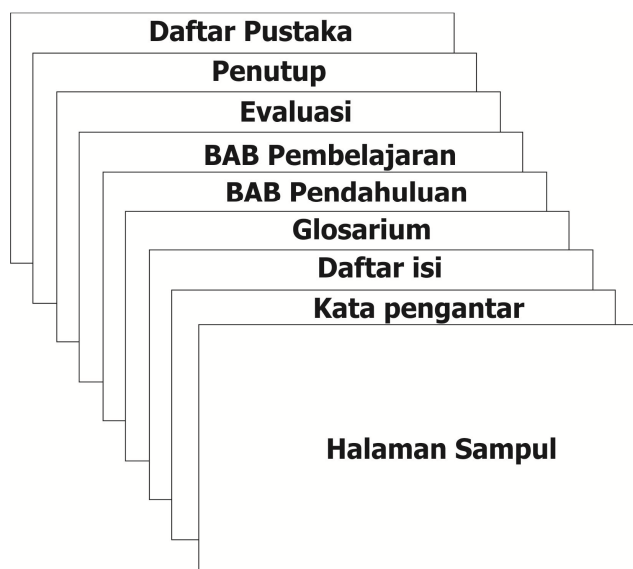 Daftar Pustaka
Penutup
Evaluasi
BAB Pembelajaran
BAB Pendahuluan
Glosarium
Daftar isi
Kata pengantar
Halaman Sampul